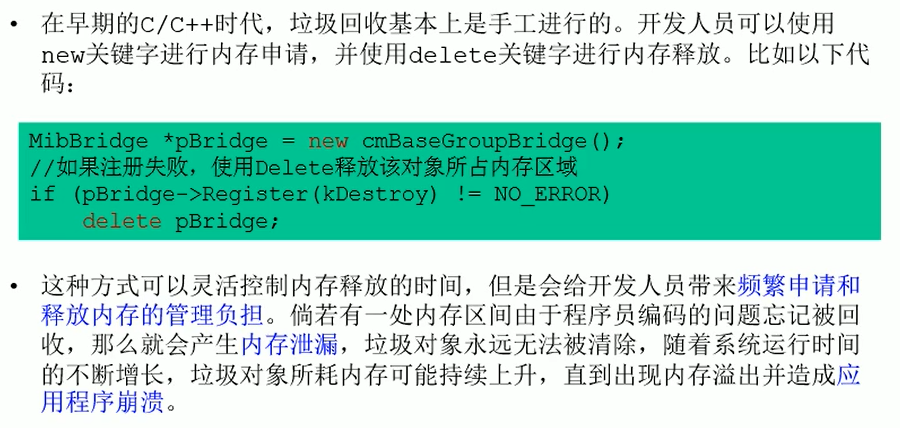 • 在早期的C/C++时代，垃圾回收基本上是手工进行的。开发人员可以使用
new关键字进行内存申请，并使用delete关键字进行内存释放。比如以下代
码：
MibBridge *pBridge = new cmBaseGroupBridge();
//如果注册失败，使用Delete释放该对象所占内存区域
if (pBridge->Register(kDestroy) != NO_ERROR)
    delete pBridge;
• 这种方式可以灵活控制内存释放的时间，但是会给开发人员带来频繁申请和
释放内存的管理负担。倘若有一处内存区间由于程序员编码的问题忘记被回
收，那么就会产生内存泄漏，垃圾对象永远无法被清除，随着系统运行时间
的不断增长，垃圾对象所耗内存可能持续上升，直到出现内存溢出并造成应
用程序崩溃。